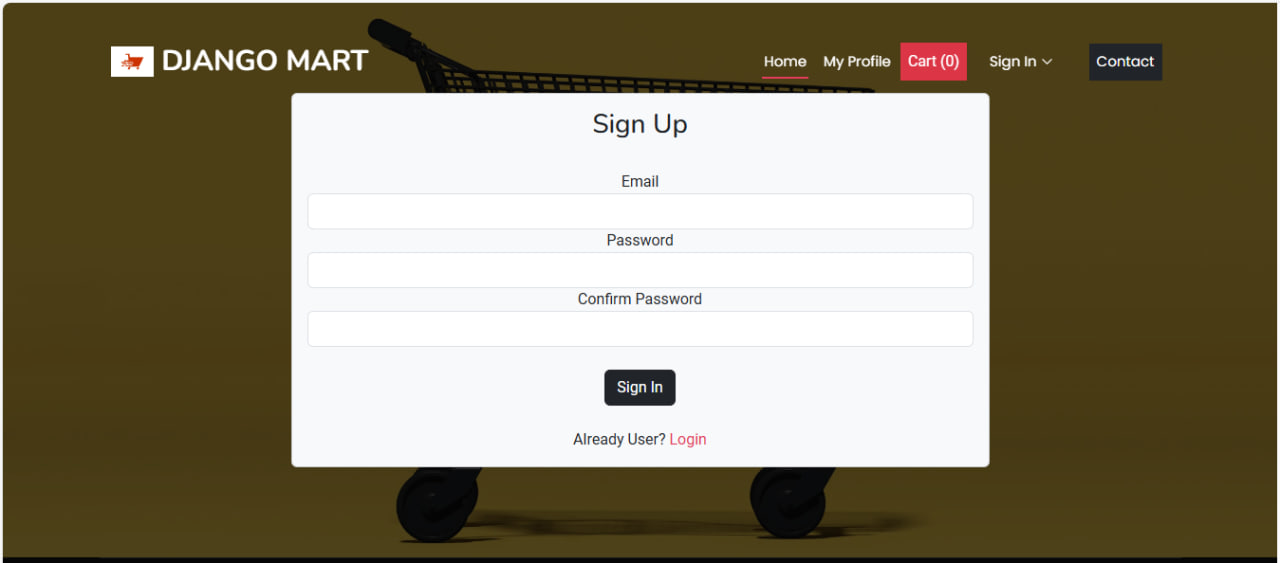 DJANGO MART
Home My Profile Cart (0) Sign In Contact
Sign Up
Email
Password
Confirm Password
Sign In
Already User? Login